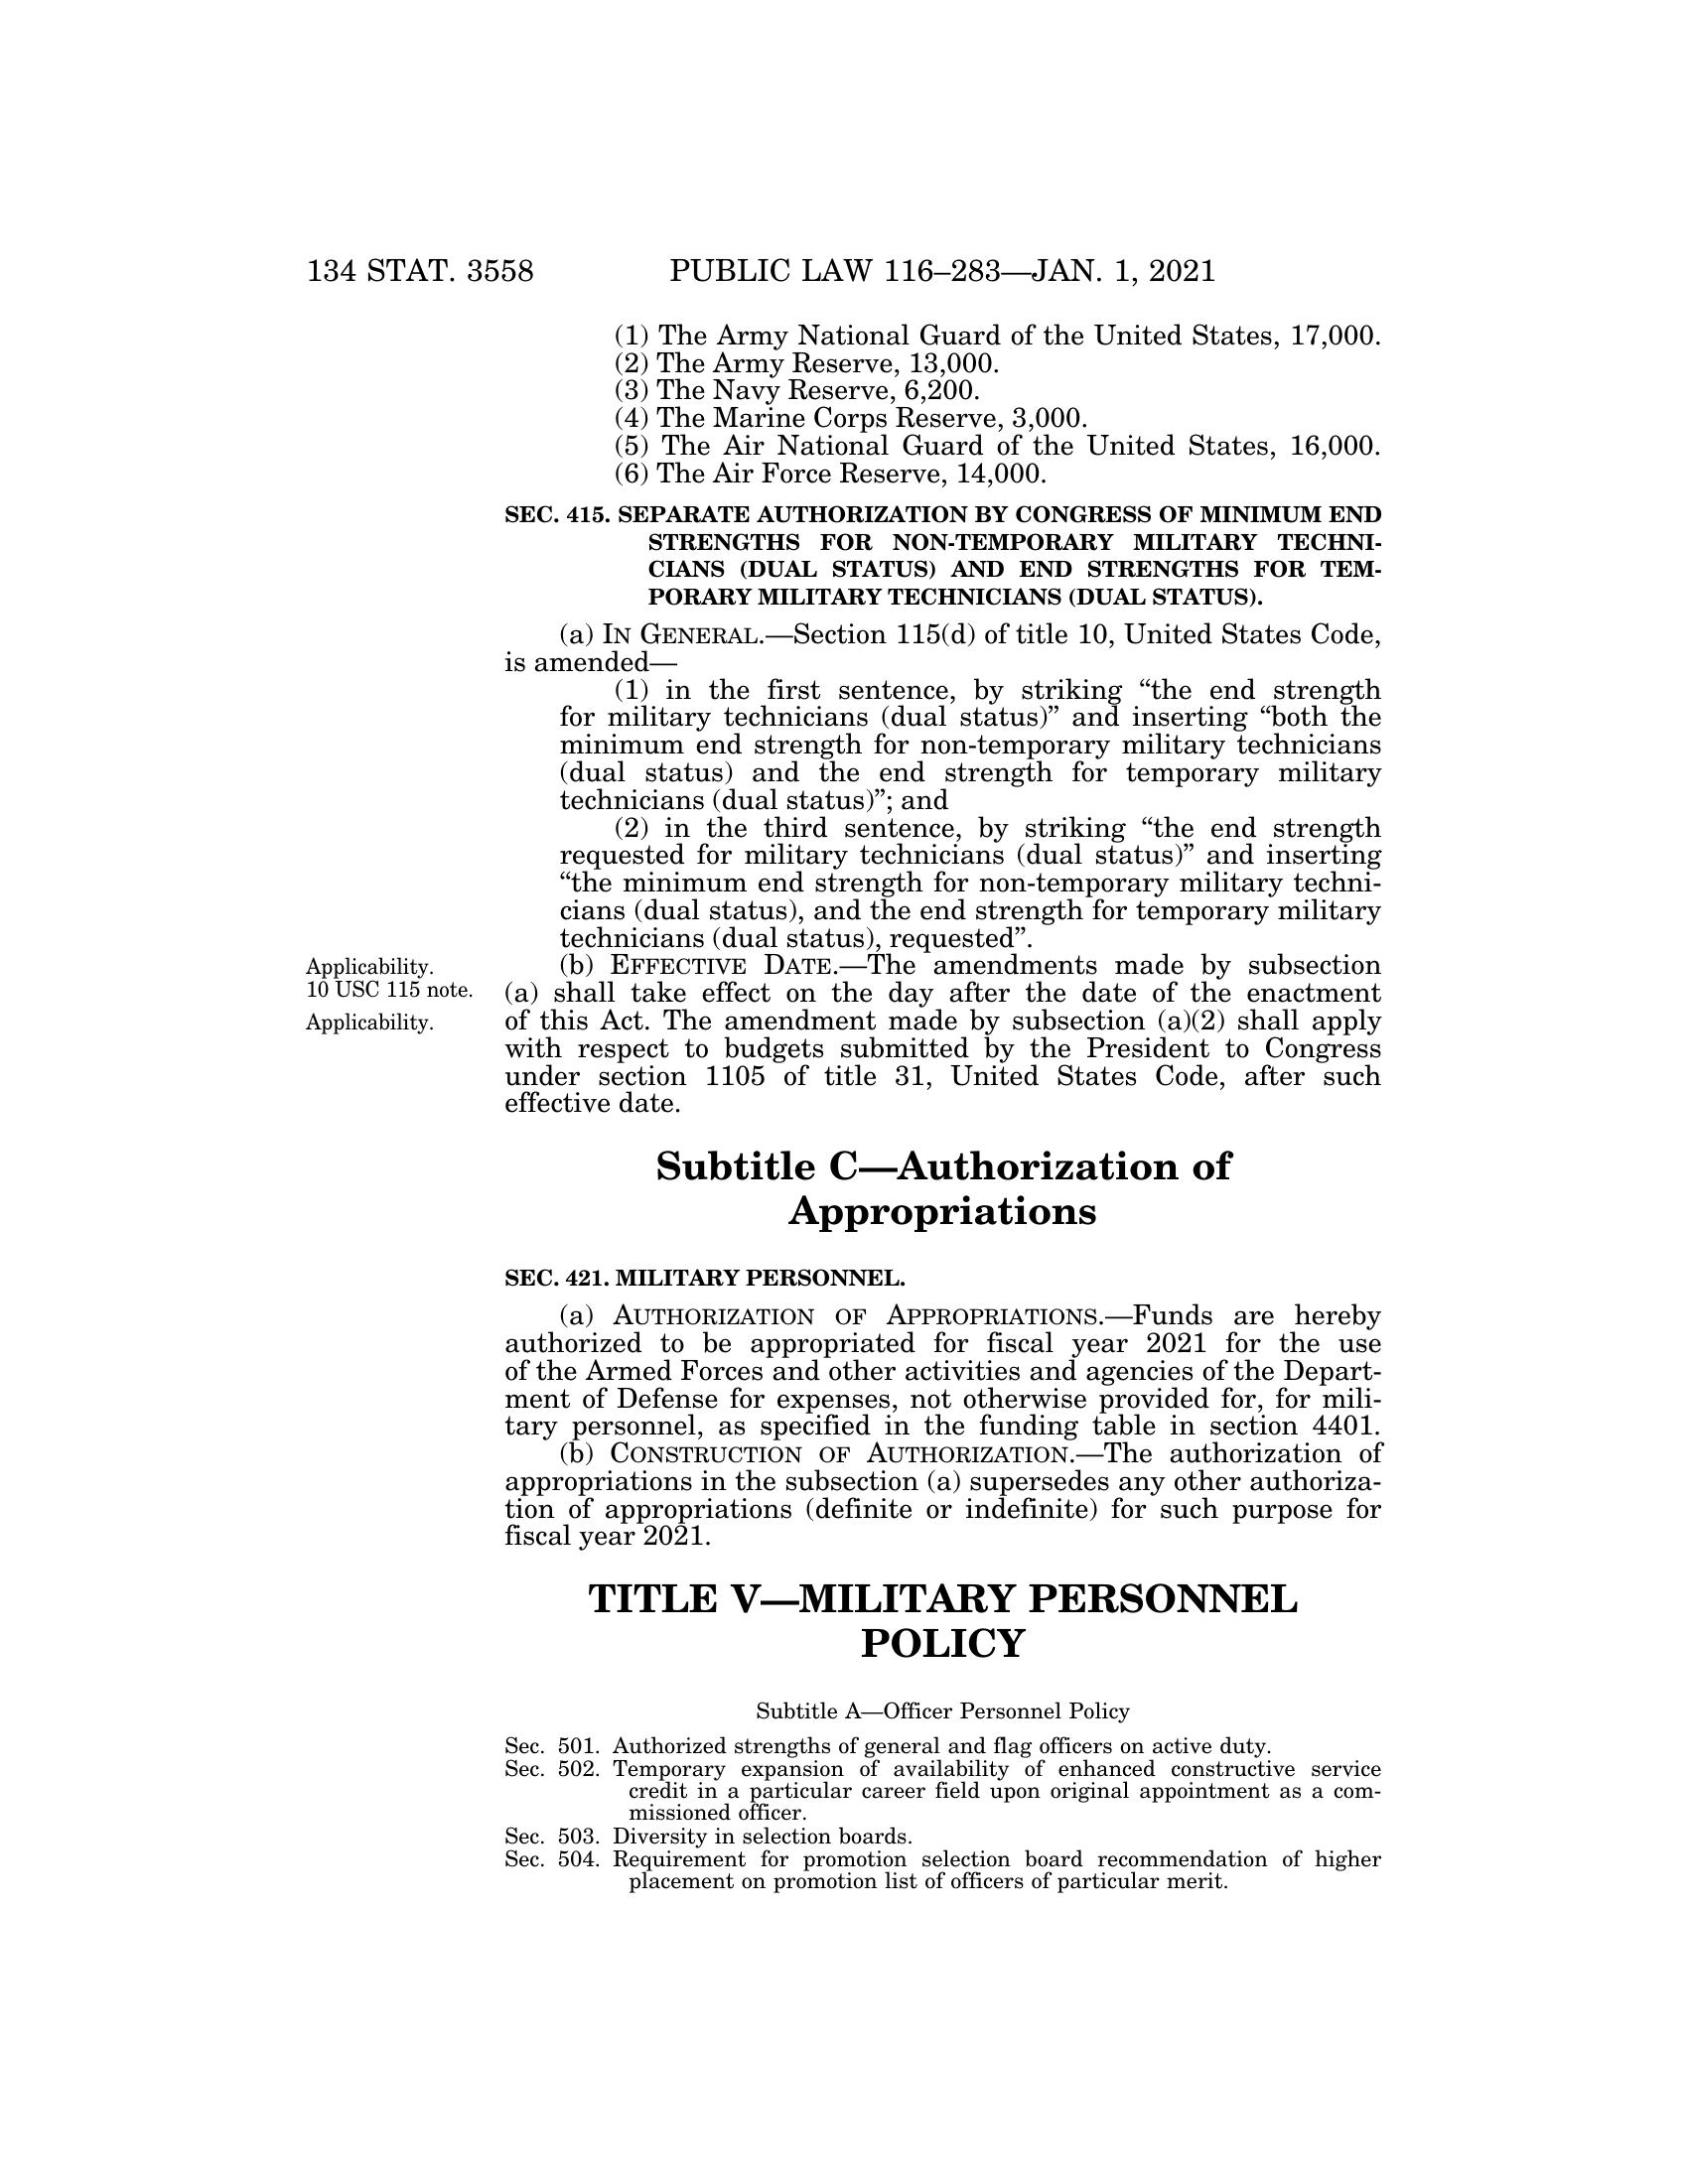 134 STAT. 3558
PUBLIC LAW 116–283—JAN. 1, 2021
(1) The Army National Guard of the United States, 17,000.
(2) The Army Reserve, 13,000.
(3) The Navy Reserve, 6,200.
(4) The Marine Corps Reserve, 3,000.
(5) The Air National Guard of the United States, 16,000.
(6) The Air Force Reserve, 14,000.
SEC. 415. SEPARATE AUTHORIZATION BY CONGRESS OF MINIMUM END
STRENGTHS FOR NON-TEMPORARY MILITARY TECHNI-
CIANS (DUAL STATUS) AND END STRENGTHS FOR TEM-
PORARY MILITARY TECHNICIANS (DUAL STATUS).
(a) IN GENERAL.—Section 115(d) of title 10, United States Code,
is amended—
(1) in the first sentence, by striking “the end strength
for military technicians (dual status)” and inserting “both the
minimum end strength for non-temporary military technicians
(dual status) and the end strength for temporary military
technicians (dual status)”; and
(2) in the third sentence, by striking “the end strength
requested for military technicians (dual status)” and inserting
“the minimum end strength for non-temporary military techni-
cians (dual status), and the end strength for temporary military
technicians (dual status), requested”.
Applicability.
10 USC 115 note.
Applicability.
(b) EFFECTIVE DATE.—The amendments made by subsection
(a) shall take effect on the day after the date of the enactment
of this Act. The amendment made by subsection (a)(2) shall apply
with respect to budgets submitted by the President to Congress
under section 1105 of title 31, United States Code, after such
effective date.
Subtitle C—Authorization of
Appropriations
SEC. 421. MILITARY PERSONNEL.
(a) AUTHORIZATION OF APPROPRIATIONS.—Funds are hereby
authorized to be appropriated for fiscal year 2021 for the use
of the Armed Forces and other activities and agencies of the Depart-
ment of Defense for expenses, not otherwise provided for, for mili-
tary personnel, as specified in the funding table in section 4401.
(b) CONSTRUCTION OF AUTHORIZATION.—The authorization of
appropriations in the subsection (a) supersedes any other authoriza-
tion of appropriations (definite or indefinite) for such purpose for
fiscal year 2021.
TITLE V—MILITARY PERSONNEL
POLICY
Subtitle A—Officer Personnel Policy
Sec. 501. Authorized strengths of general and flag officers on active duty.
Sec. 502. Temporary expansion of availability of enhanced constructive service
credit in a particular career field upon original appointment as a com-
missioned officer.
Sec. 503. Diversity in selection boards.
Sec. 504. Requirement for promotion selection board recommendation of higher
placement on promotion list of officers of particular merit.